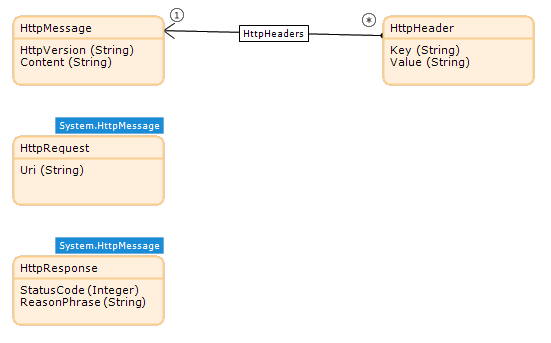 HttpMessage
HttpVersion (String)
Content (String)
1
HttpHeaders
*
HttpHeader
Key (String)
Value (String)
System.HttpMessage
HttpRequest
Uri (String)
System.HttpMessage
HttpResponse
StatusCode (Integer)
ReasonPhrase (String)